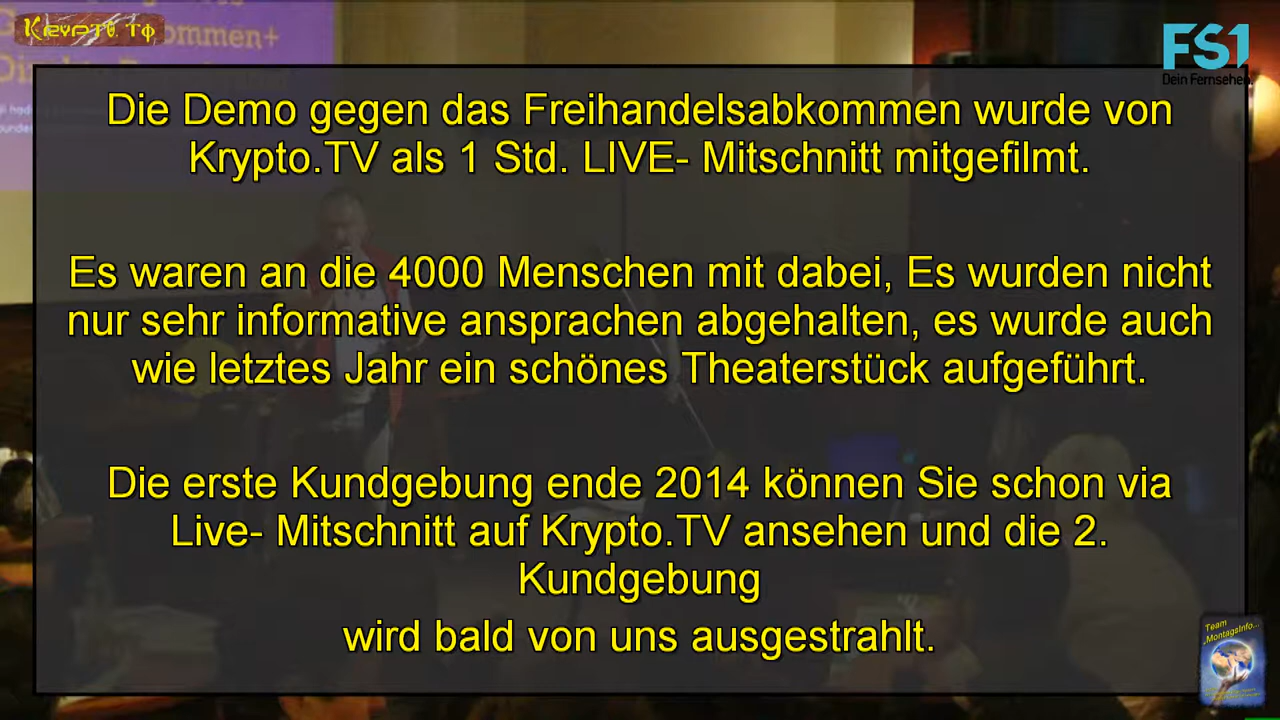 Krypto.TV
FS1
Dein Fernsehen.
ommen+
Die Demo gegen das Freihandelsabkommen wurde von
Krypto.TV als 1 Std. LIVE- Mitschnitt mitgefilmt.
Es waren an die 4000 Menschen mit dabei, Es wurden nicht
nur sehr informative ansprachen abgehalten, es wurde auch
wie letztes Jahr ein schönes Theaterstück aufgeführt.
Die erste Kundgebung ende 2014 können Sie schon via
Live- Mitschnitt auf Krypto.TV ansehen und die 2.
Kundgebung
wird bald von uns ausgestrahlt.
Team
MontagsInfo...